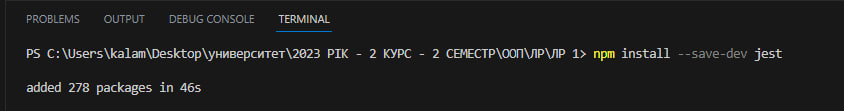 PROBLEMS OUTPUT DEBUG CONSOLE TERMINAL
PS C:\Users\kalam\Desktop\университет\2023 РІК - 2 КУРС - 2 СЕМЕСТР\ООП\ЛР\ЛР 1> npm install --save-dev jest
added 278 packages in 46s